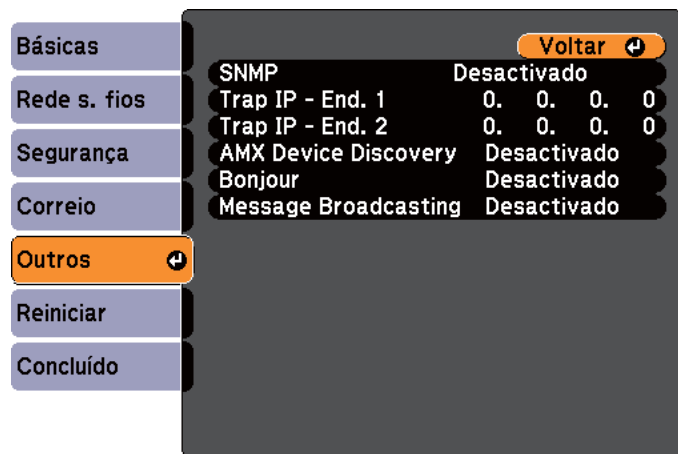 Básicas
Rede s. fios
Segurança
Correio
Outros
Reiniciar
Concluído
Voltar
SNMP Desactivado
Trap IP - End. 1 0. 0. 0. 0
Trap IP - End. 2 0. 0. 0. 0
AMX Device Discovery Desactivado
Bonjour Desactivado
Message Broadcasting Desactivado